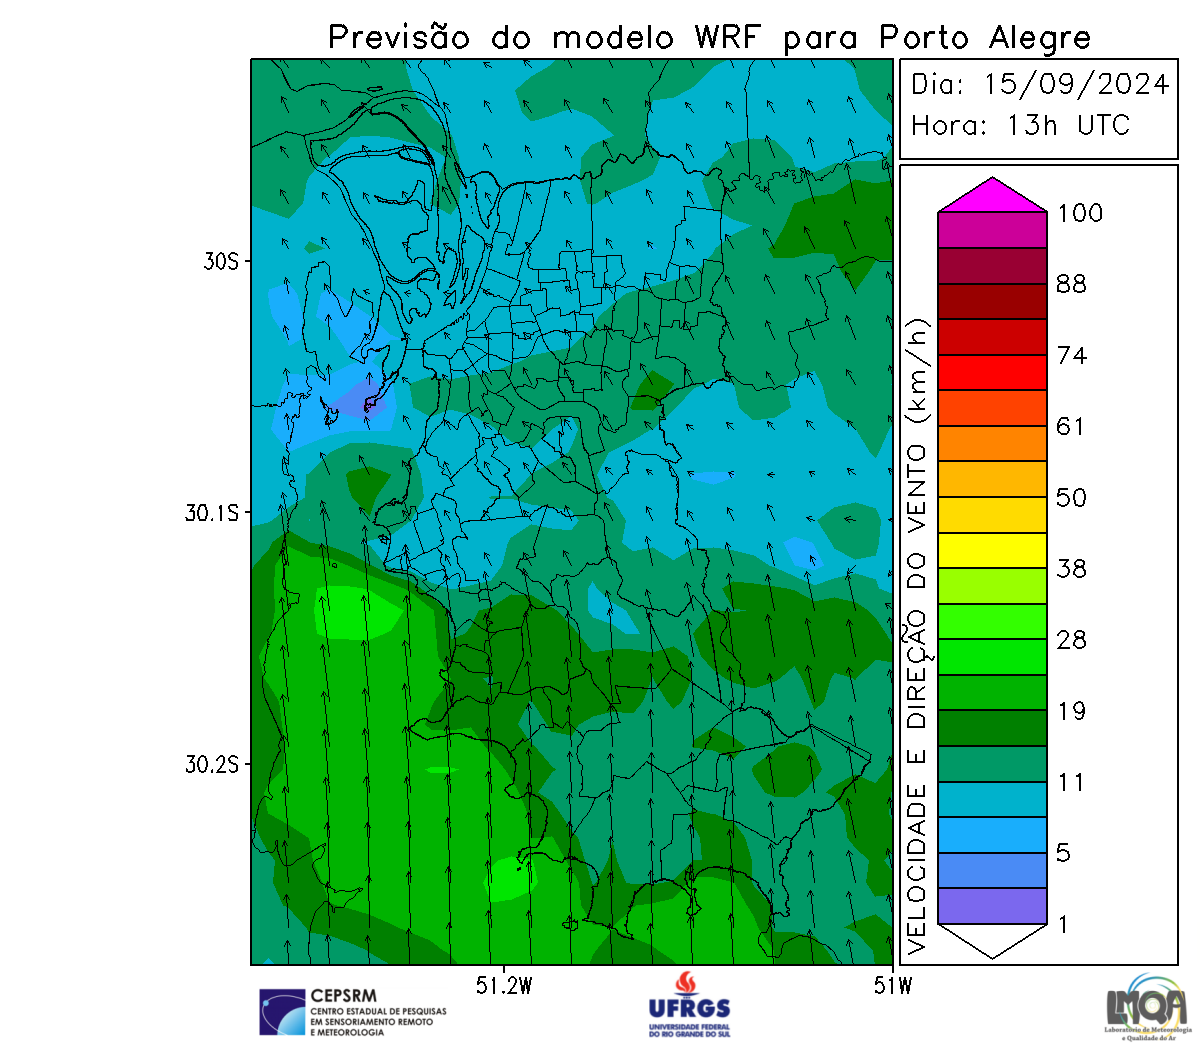 Previsão do modelo WRF para Porto Alegre
Dia: 15/09/2024
Hora: 13h UTC
VELOCIDADE E DIREÇÃO DO VENTO (km/h)
100
88
74
61
50
38
28
19
11
5
1
30S
30.1S
30.2S
51.2W
51W
CEPSRM
CENTRO ESTADUAL DE PESQUISAS
EM SENSORIAMENTO REMOTO
E METEOROLOGIA
UFRGS
UNIVERSIDADE FEDERAL
DO RIO GRANDE DO SUL
LMQA
Laboratório de Meteorologia
e Qualidade do Ar